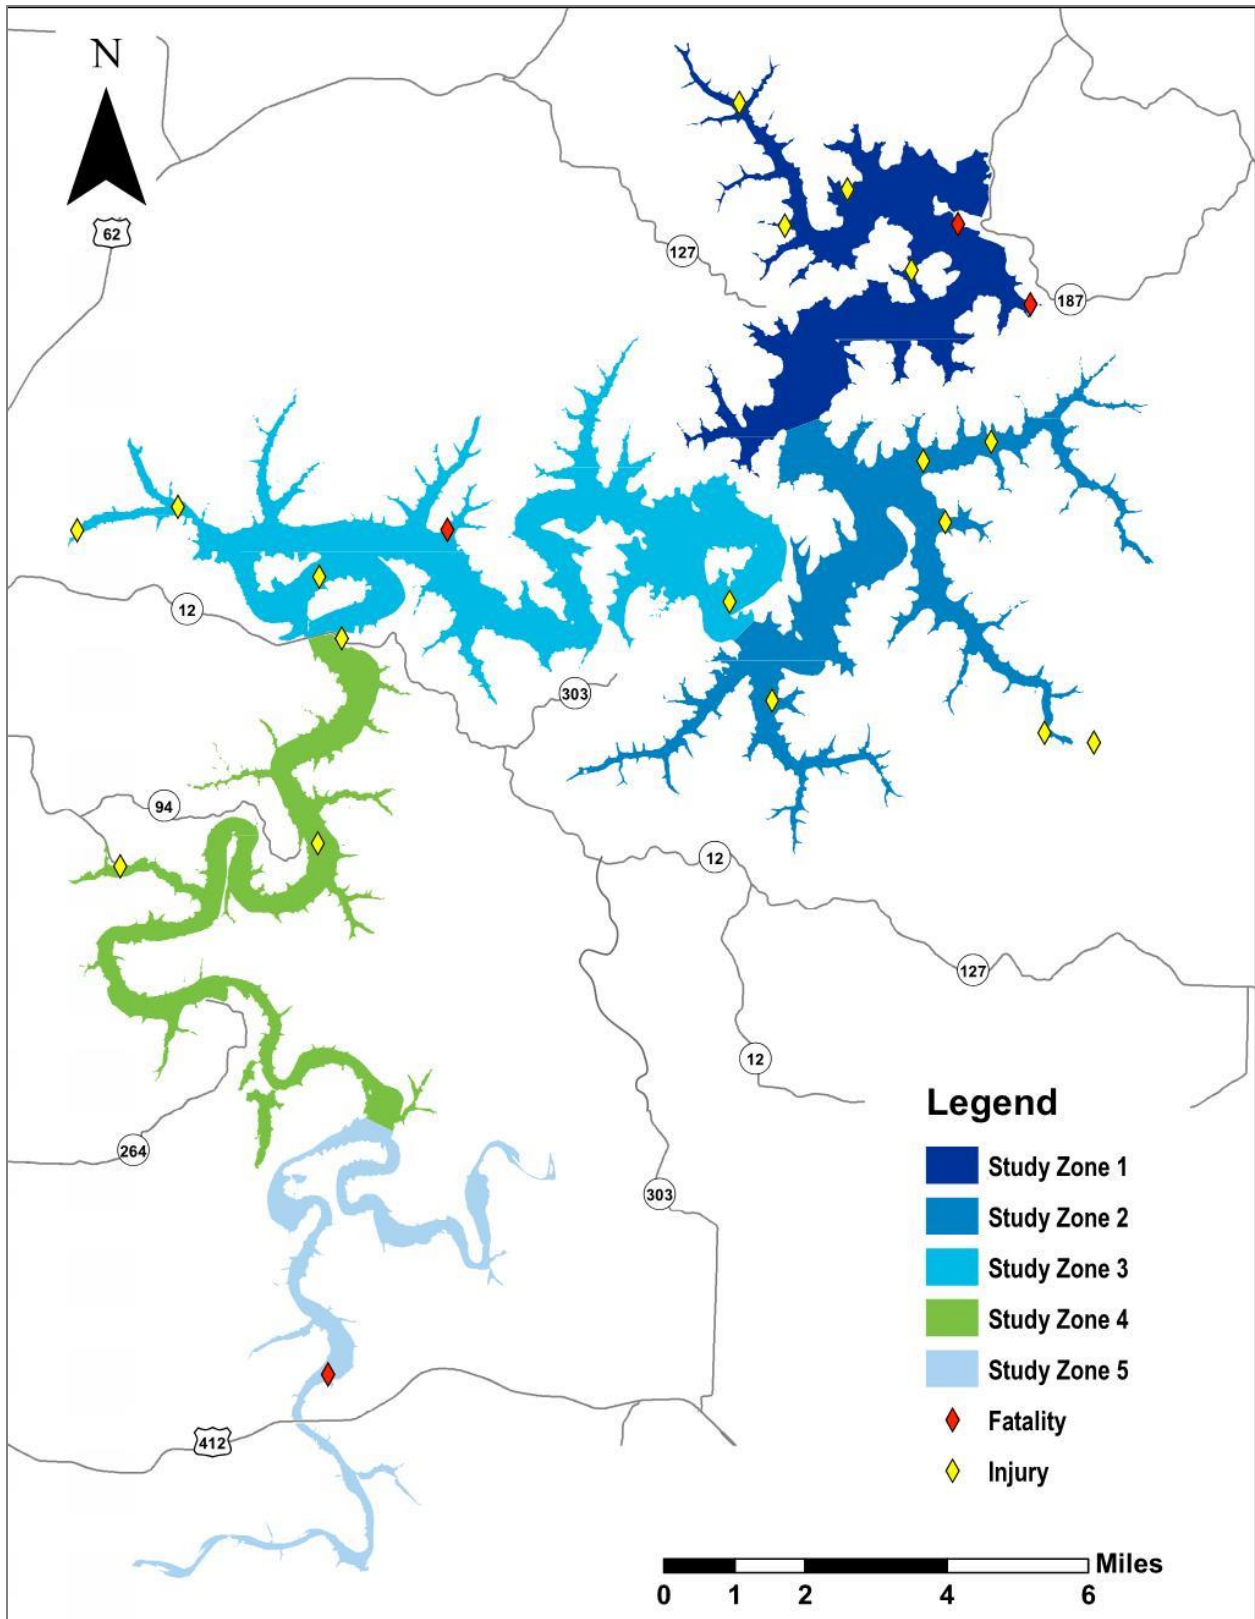 N
62
127
187
12
303
94
12
127
12
264
303
412
Legend
Study Zone 1
Study Zone 2
Study Zone 3
Study Zone 4
Study Zone 5
Fatality
Injury
Miles
0 1 2 4 6